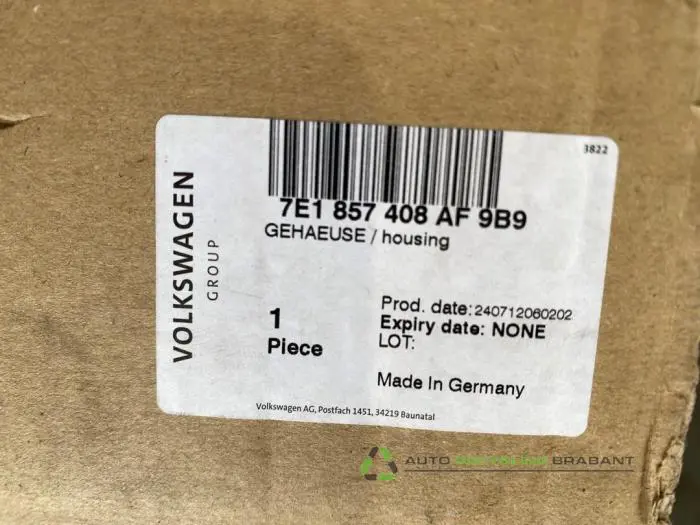 3822
7E1 857 408 AF 9B9
GEHAEUSE / housing
VOLKSWAGEN
GROUP
1
Piece
Prod. date: 240712060202
Expiry date: NONE
LOT:
Made In Germany
Volkswagen AG, Postfach 1451, 34219 Baunatal
AUTO RECYCLING BRABANT